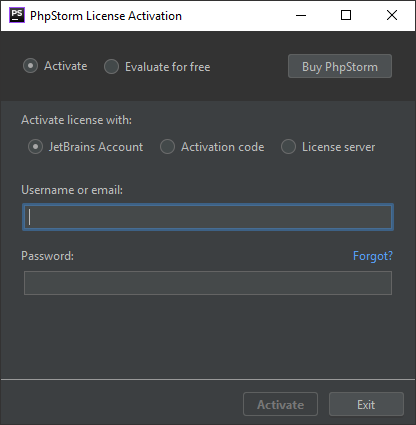 PS PhpStorm License Activation
Activate Evaluate for free Buy PhpStorm
Activate license with:
JetBrains Account Activation code License server
Username or email:
Password: Forgot?
Activate Exit